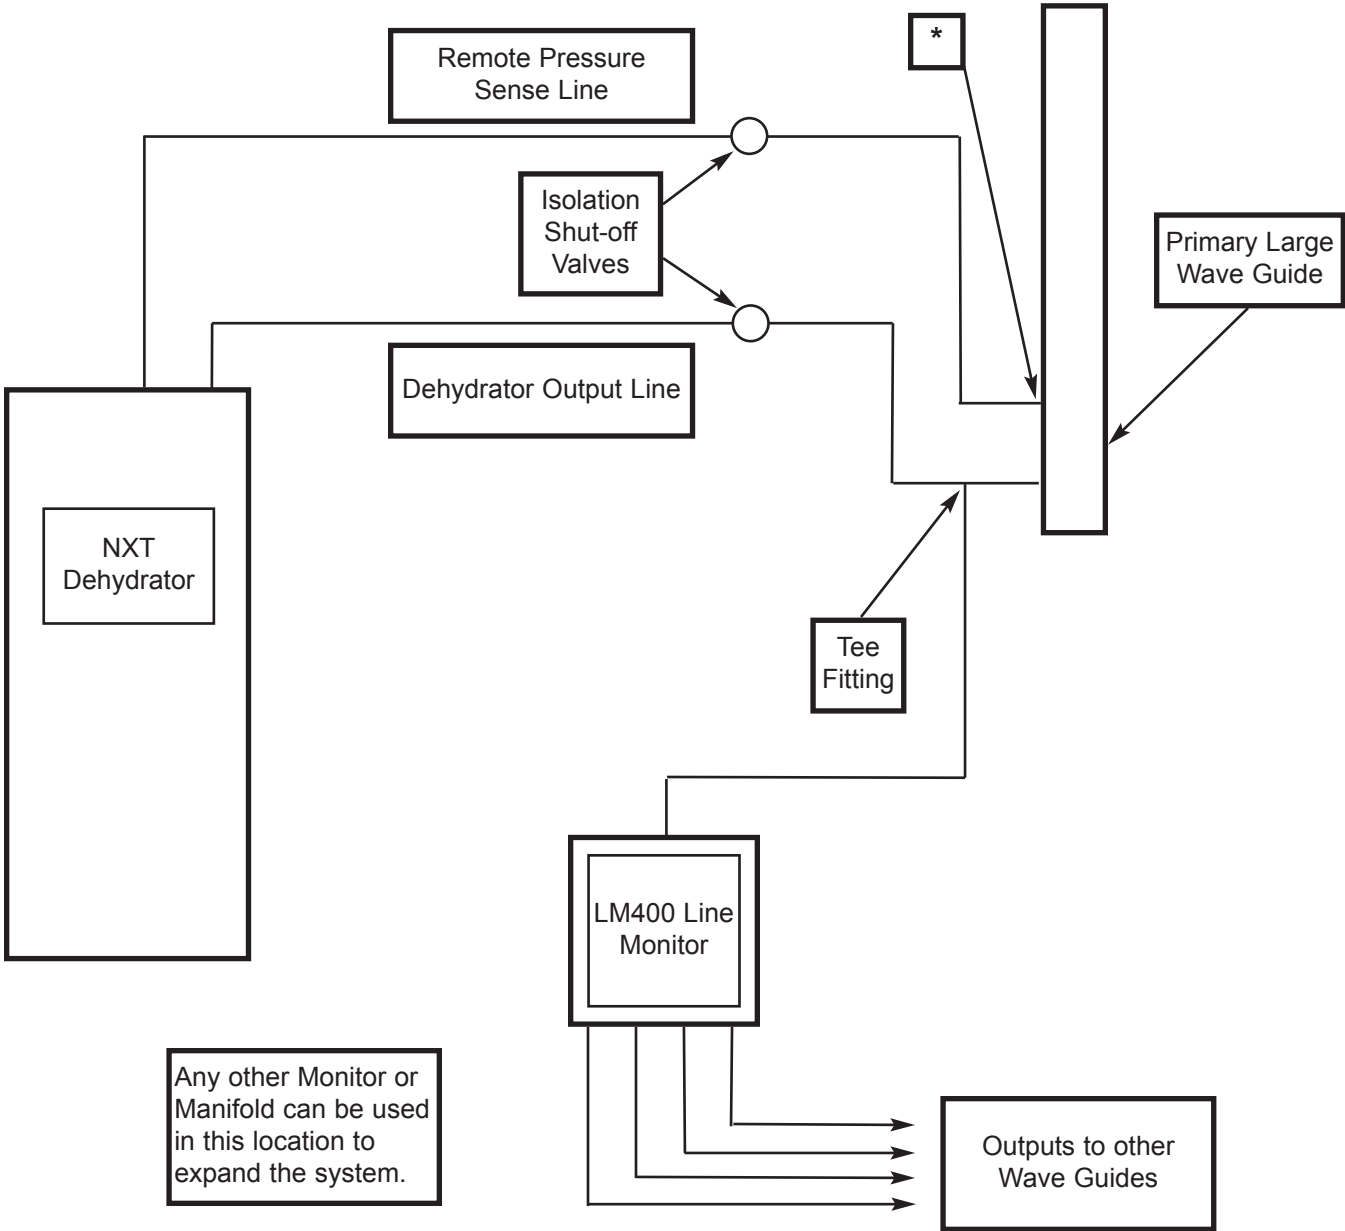 *
Remote Pressure
Sense Line
Isolation
Shut-off
Valves
Primary Large
Wave Guide
Dehydrator Output Line
NXT
Dehydrator
Tee
Fitting
LM400 Line
Monitor
Any other Monitor or
Manifold can be used
in this location to
expand the system.
Outputs to other
Wave Guides